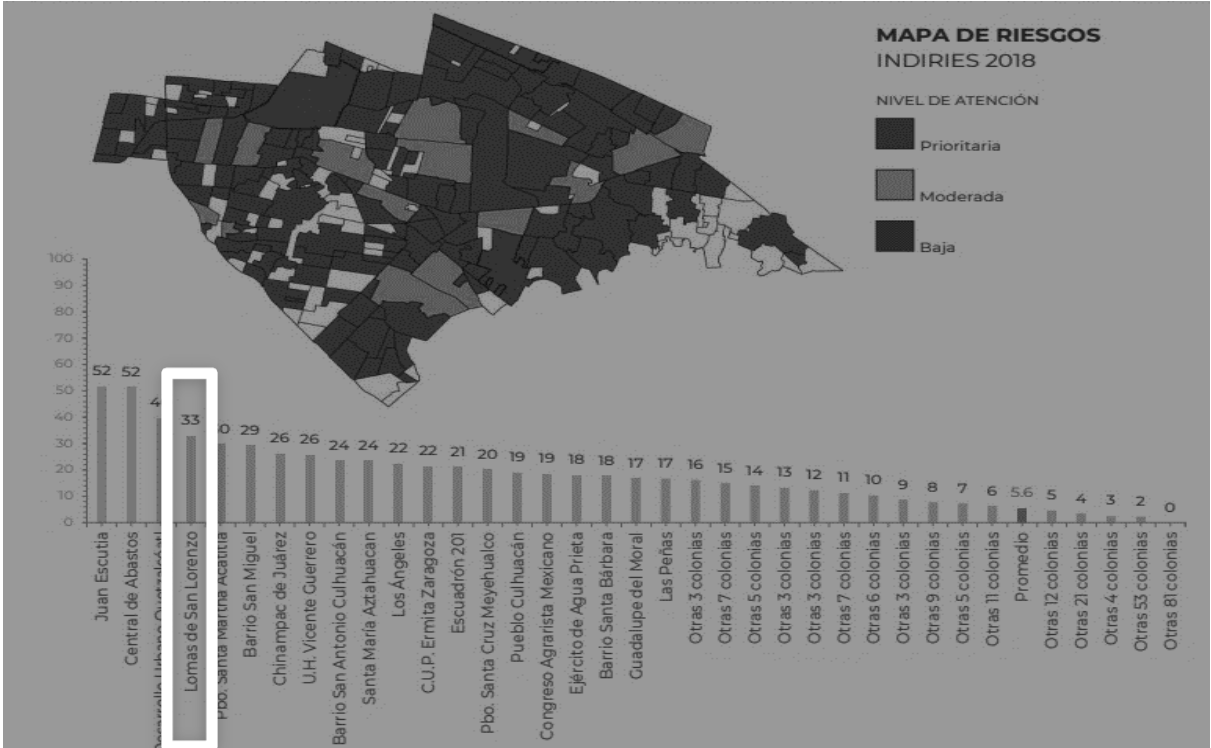 MAPA DE RIESGOS
INDIRIES 2018
NIVEL DE ATENCIÓN
Prioritaria
Moderada
Baja
100
90
80
70
60
50
40
30
20
10
0
52
52
33
29
26
26
24
24
22
22
21
20
19
19
18
18
17
17
16
15
14
13
12
11
10
9
8
7
6
5.6
5
4
3
2
0
Juan Escutia
Central de Abastos
Desarrollo Urbano Quetzalcóatl
Lomas de San Lorenzo
Pbo. Santa Martha Acatitla
Barrio San Miguel
Chinampac de Juárez
U.H. Vicente Guerrero
Barrio San Antonio Culhuacán
Santa María Aztahuacan
Los Ángeles
C.U.P. Ermita Zaragoza
Escuadrón 201
Pbo. Santa Cruz Meyehualco
Pueblo Culhuacán
Congreso Agrarista Mexicano
Ejército de Agua Prieta
Barrio Santa Bárbara
Guadalupe del Moral
Las Peñas
Otras 3 colonias
Otras 7 colonias
Otras 5 colonias
Otras 3 colonias
Otras 3 colonias
Otras 7 colonias
Otras 6 colonias
Otras 3 colonias
Otras 9 colonias
Otras 5 colonias
Otras 11 colonias
Promedio
Otras 12 colonias
Otras 21 colonias
Otras 4 colonias
Otras 53 colonias
Otras 81 colonias